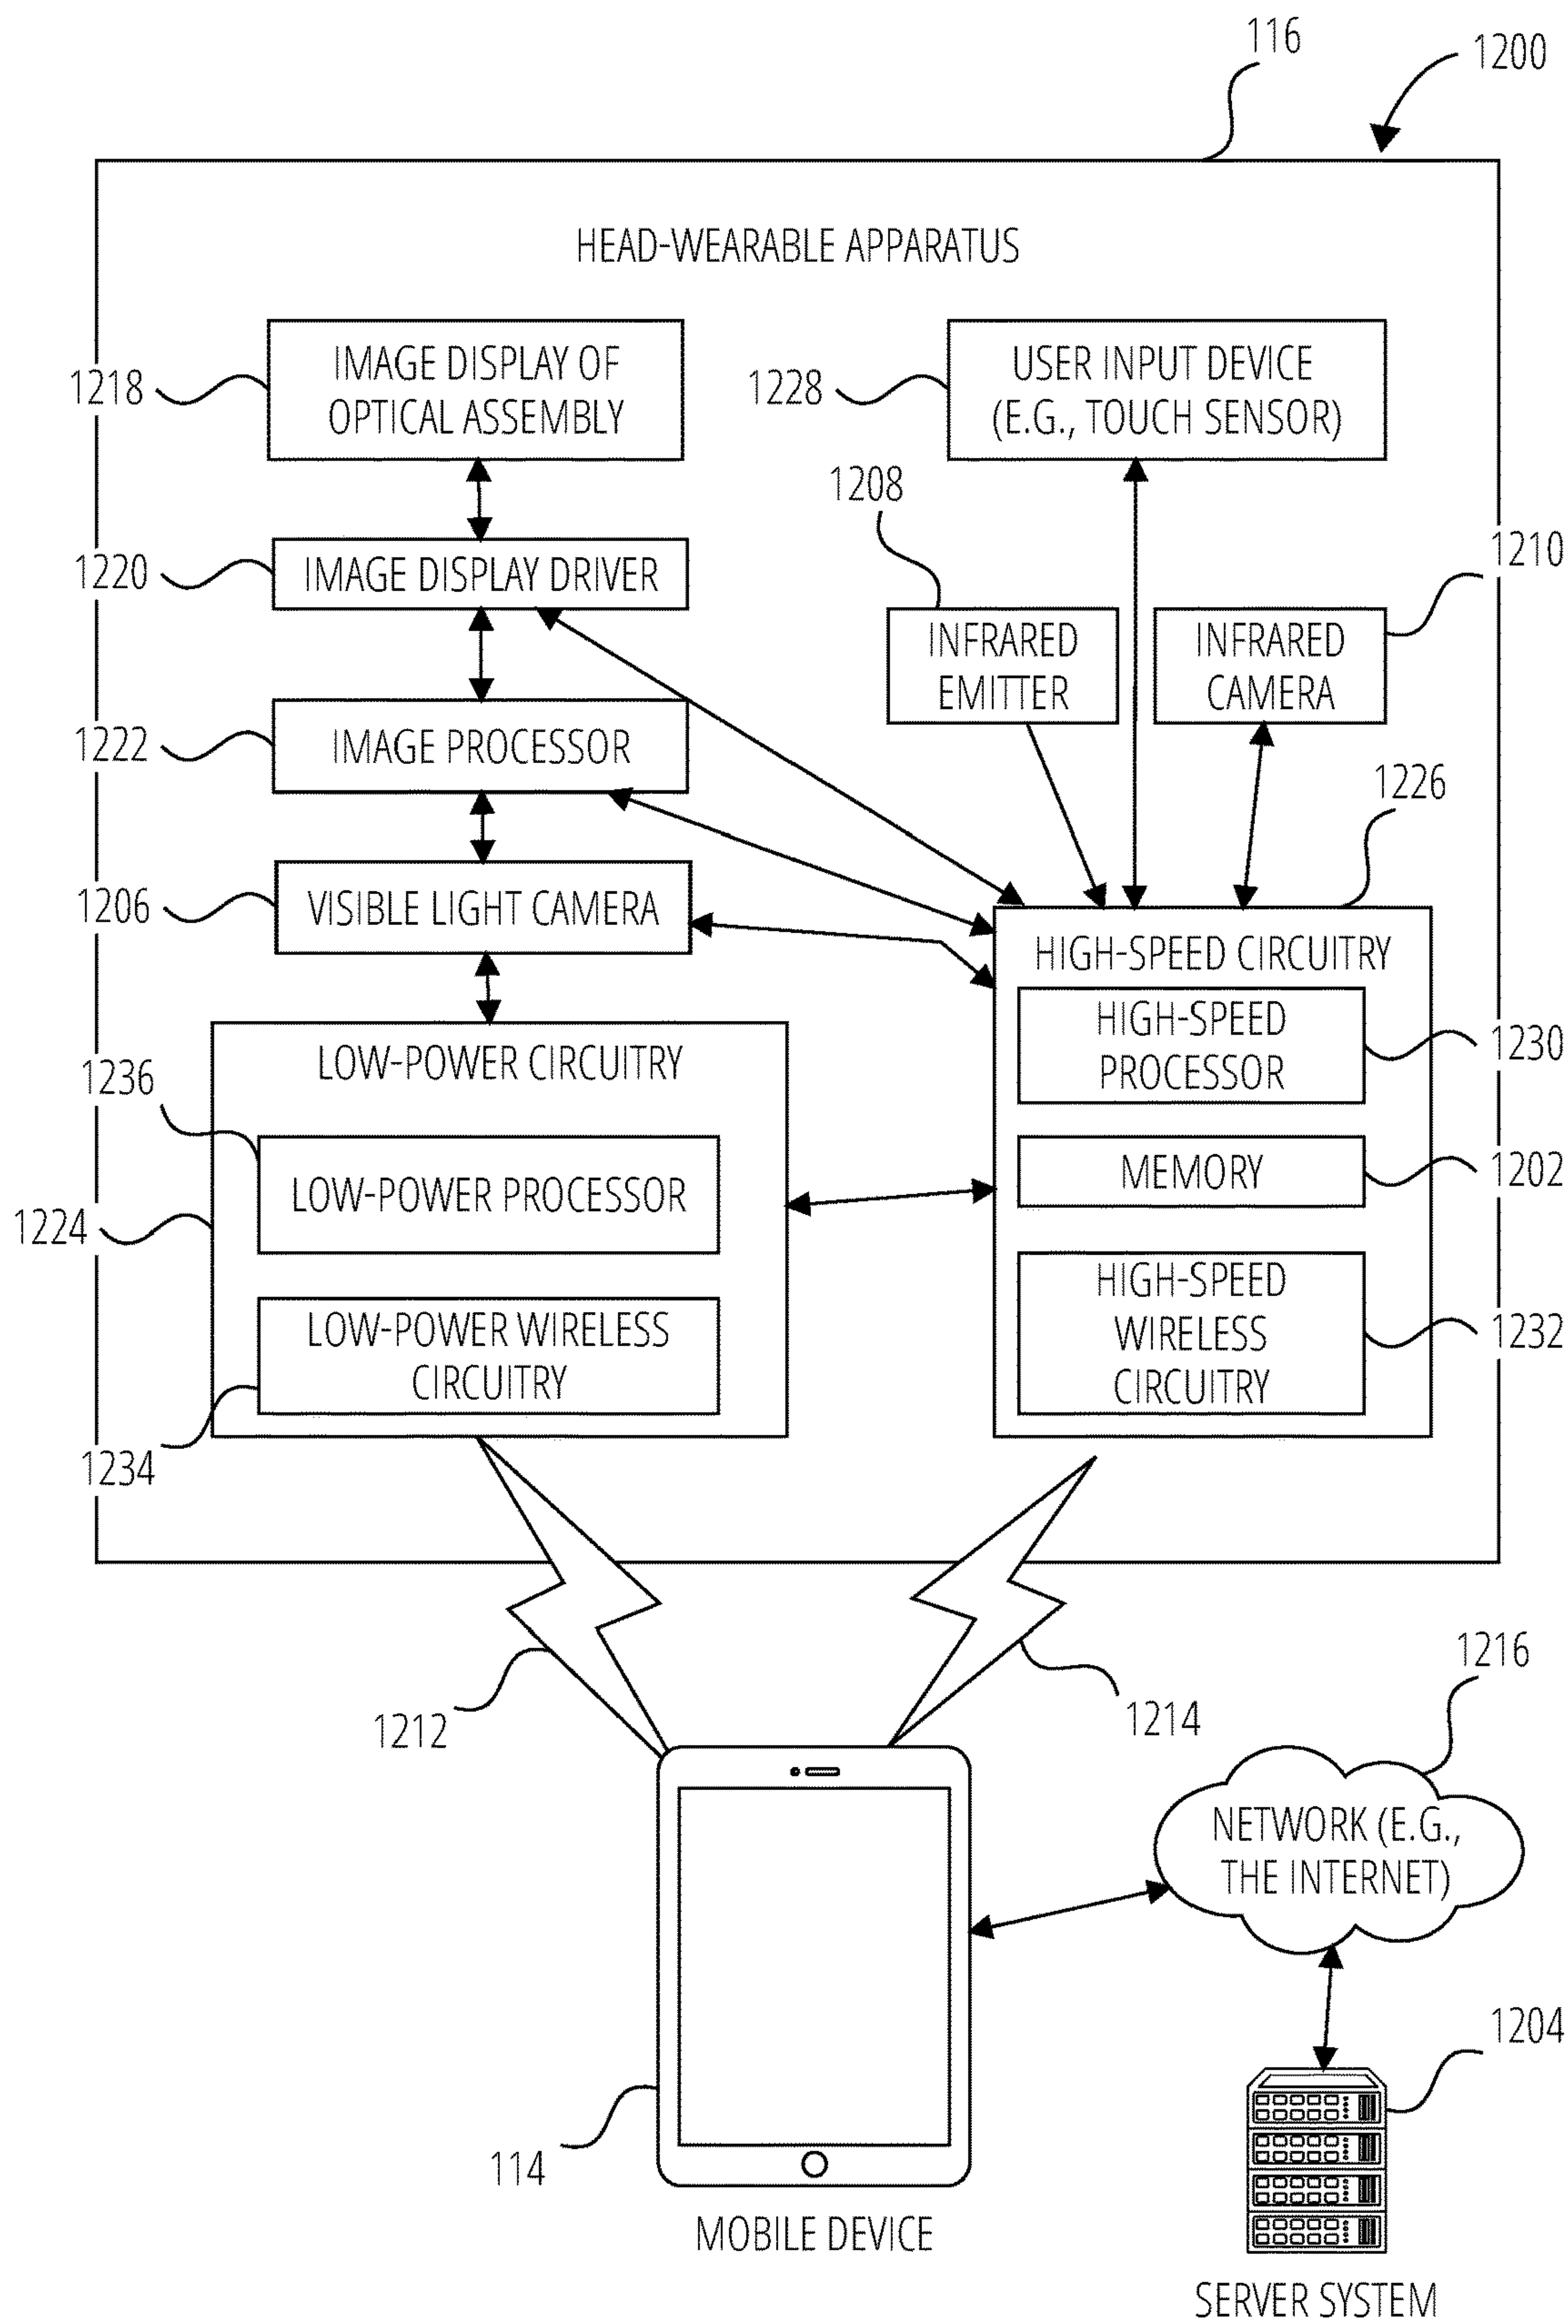 116
1200
HEAD-WEARABLE APPARATUS
1218
IMAGE DISPLAY OF
OPTICAL ASSEMBLY
1228
USER INPUT DEVICE
(E.G., TOUCH SENSOR)
1208
1210
1220
IMAGE DISPLAY DRIVER
INFRARED
EMITTER
INFRARED
CAMERA
1222
IMAGE PROCESSOR
1226
1206
VISIBLE LIGHT CAMERA
HIGH-SPEED CIRCUITRY
HIGH-SPEED
PROCESSOR
1230
LOW-POWER CIRCUITRY
1236
LOW-POWER PROCESSOR
MEMORY
1202
1224
LOW-POWER WIRELESS
CIRCUITRY
HIGH-SPEED
WIRELESS
CIRCUITRY
1232
1234
1212
1214
1216
NETWORK (E.G.,
THE INTERNET)
1204
114
MOBILE DEVICE
SERVER SYSTEM